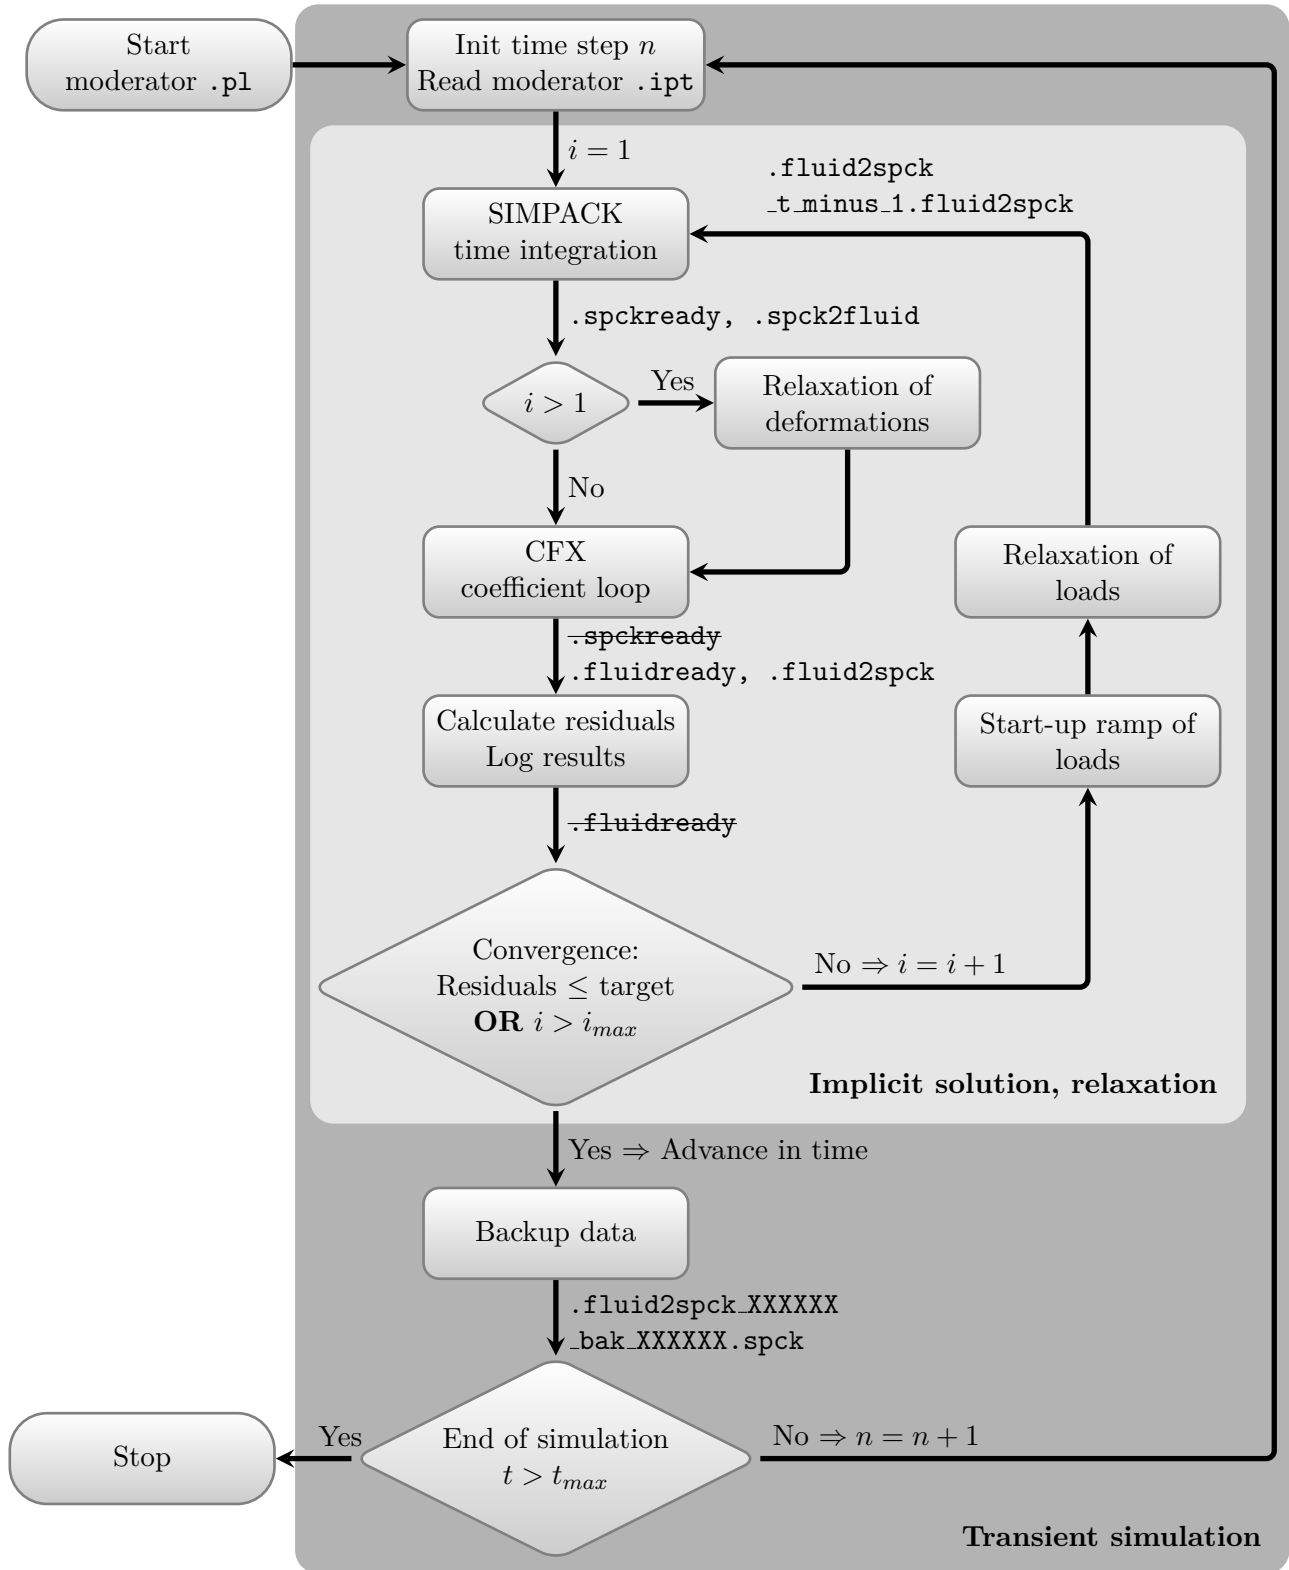 Start
moderator .pl
Init time step n
Read moderator .ipt
i = 1
.fluid2spck
_t_minus_1.fluid2spck
SIMPACK
time integration
.spckready, .spck2fluid
i > 1
Yes
Relaxation of
deformations
No
CFX
coefficient loop
Relaxation of
loads
.spckready
.fluidready, .fluid2spck
Calculate residuals
Log results
Start-up ramp of
loads
.fluidready
Convergence:
Residuals ≤ target
OR i > i_max
No ⇒ i = i + 1
Implicit solution, relaxation
Yes ⇒ Advance in time
Backup data
.fluid2spck_XXXXXX
_bak_XXXXXX.spck
Stop
Yes
End of simulation
t > t_max
No ⇒ n = n + 1
Transient simulation